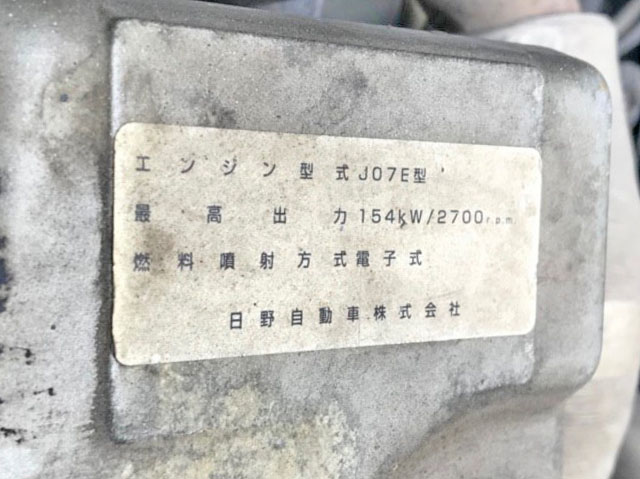 エンジン型式J07E型
最高出力154kW/2700r.p.m.
燃料噴射方式電子式
日野自動車株式会社